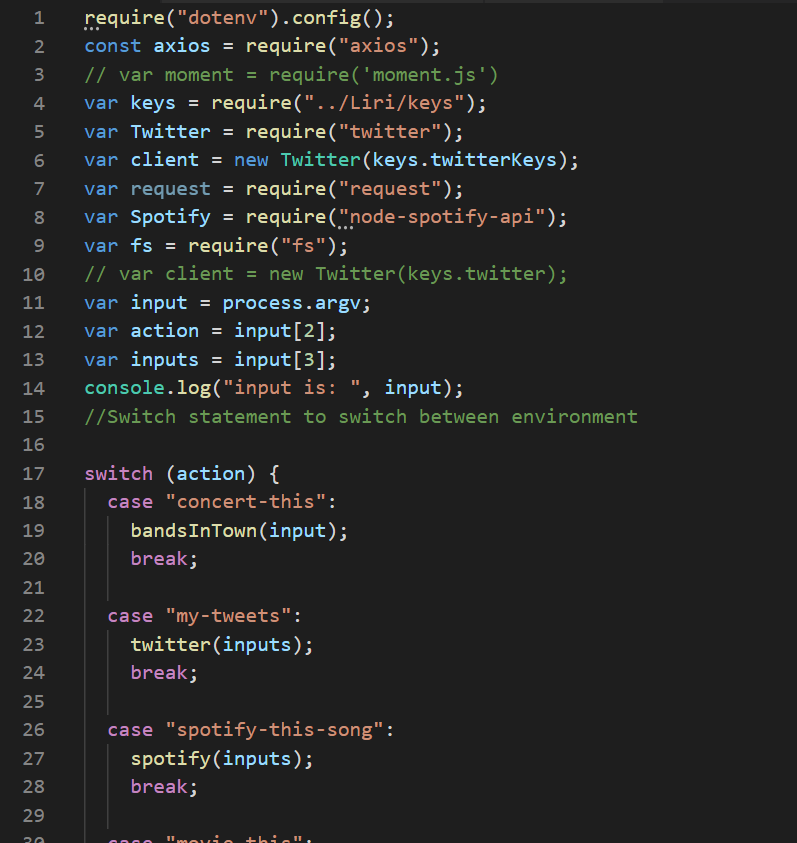 1 require("dotenv").config();
2 const axios = require("axios");
3 // var moment = require('moment.js')
4 var keys = require("../Liri/keys");
5 var Twitter = require("twitter");
6 var client = new Twitter(keys.twitterKeys);
7 var request = require("request");
8 var Spotify = require("node-spotify-api");
9 var fs = require("fs");
10 // var client = new Twitter(keys.twitter);
11 var input = process.argv;
12 var action = input[2];
13 var inputs = input[3];
14 console.log("input is: ", input);
15 //Switch statement to switch between environment
16
17 switch (action) {
18 case "concert-this":
19 bandsInTown(input);
20 break;
21
22 case "my-tweets":
23 twitter(inputs);
24 break;
25
26 case "spotify-this-song":
27 spotify(inputs);
28 break;
29
30 case "movie-this":